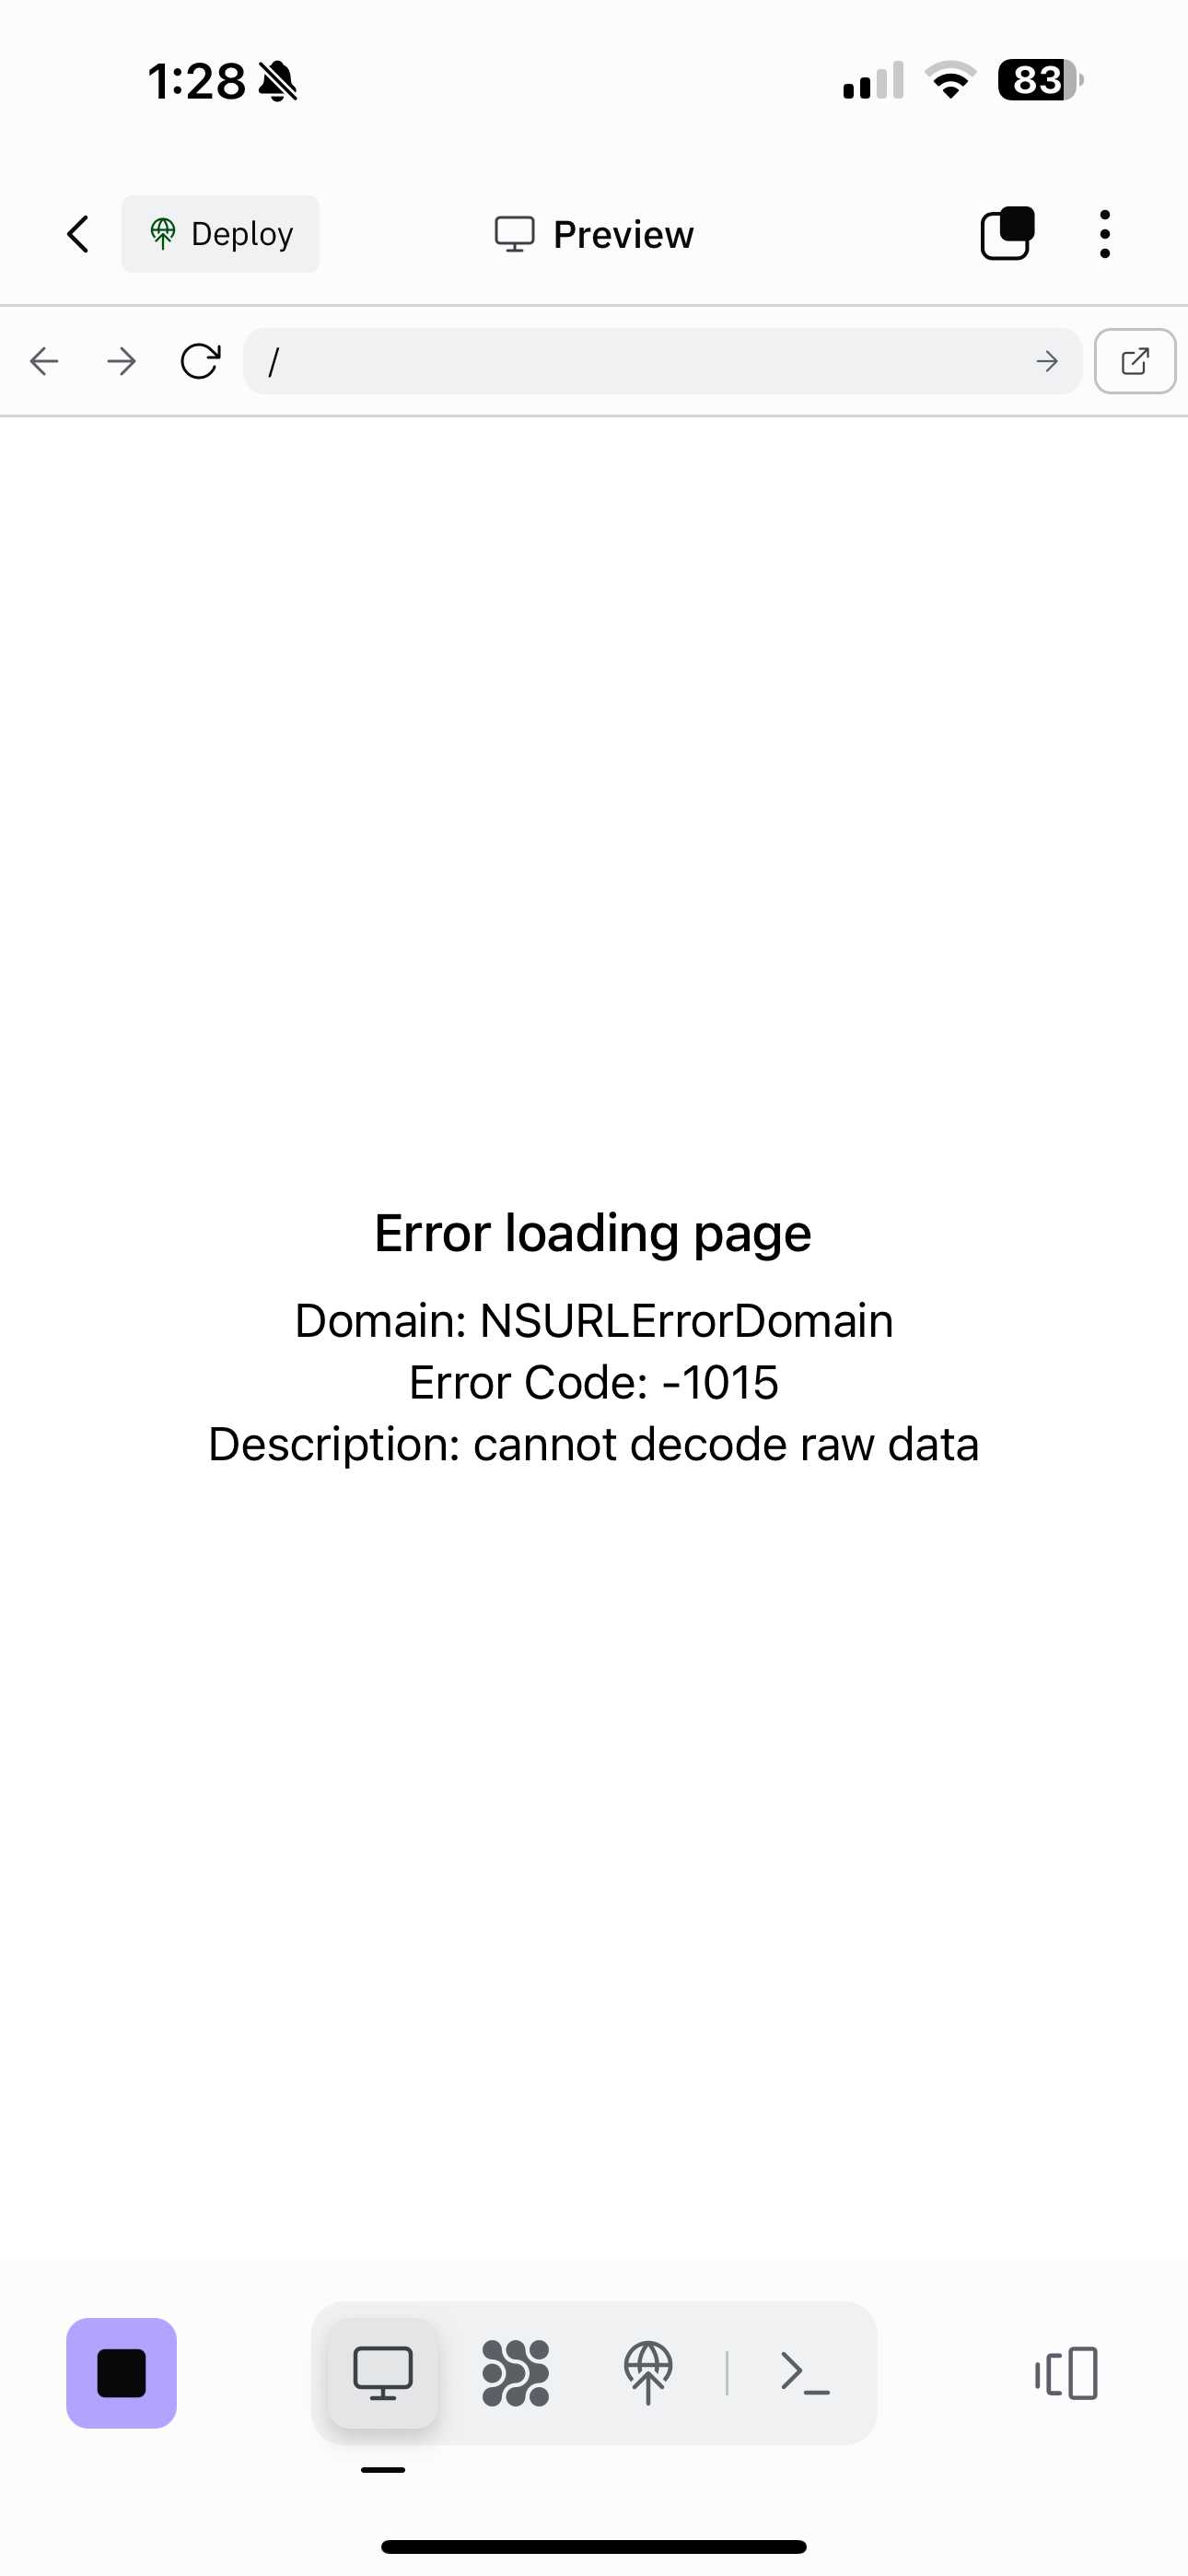 1:28
83
Deploy
Preview
/
Error loading page
Domain: NSURLErrorDomain
Error Code: -1015
Description: cannot decode raw data